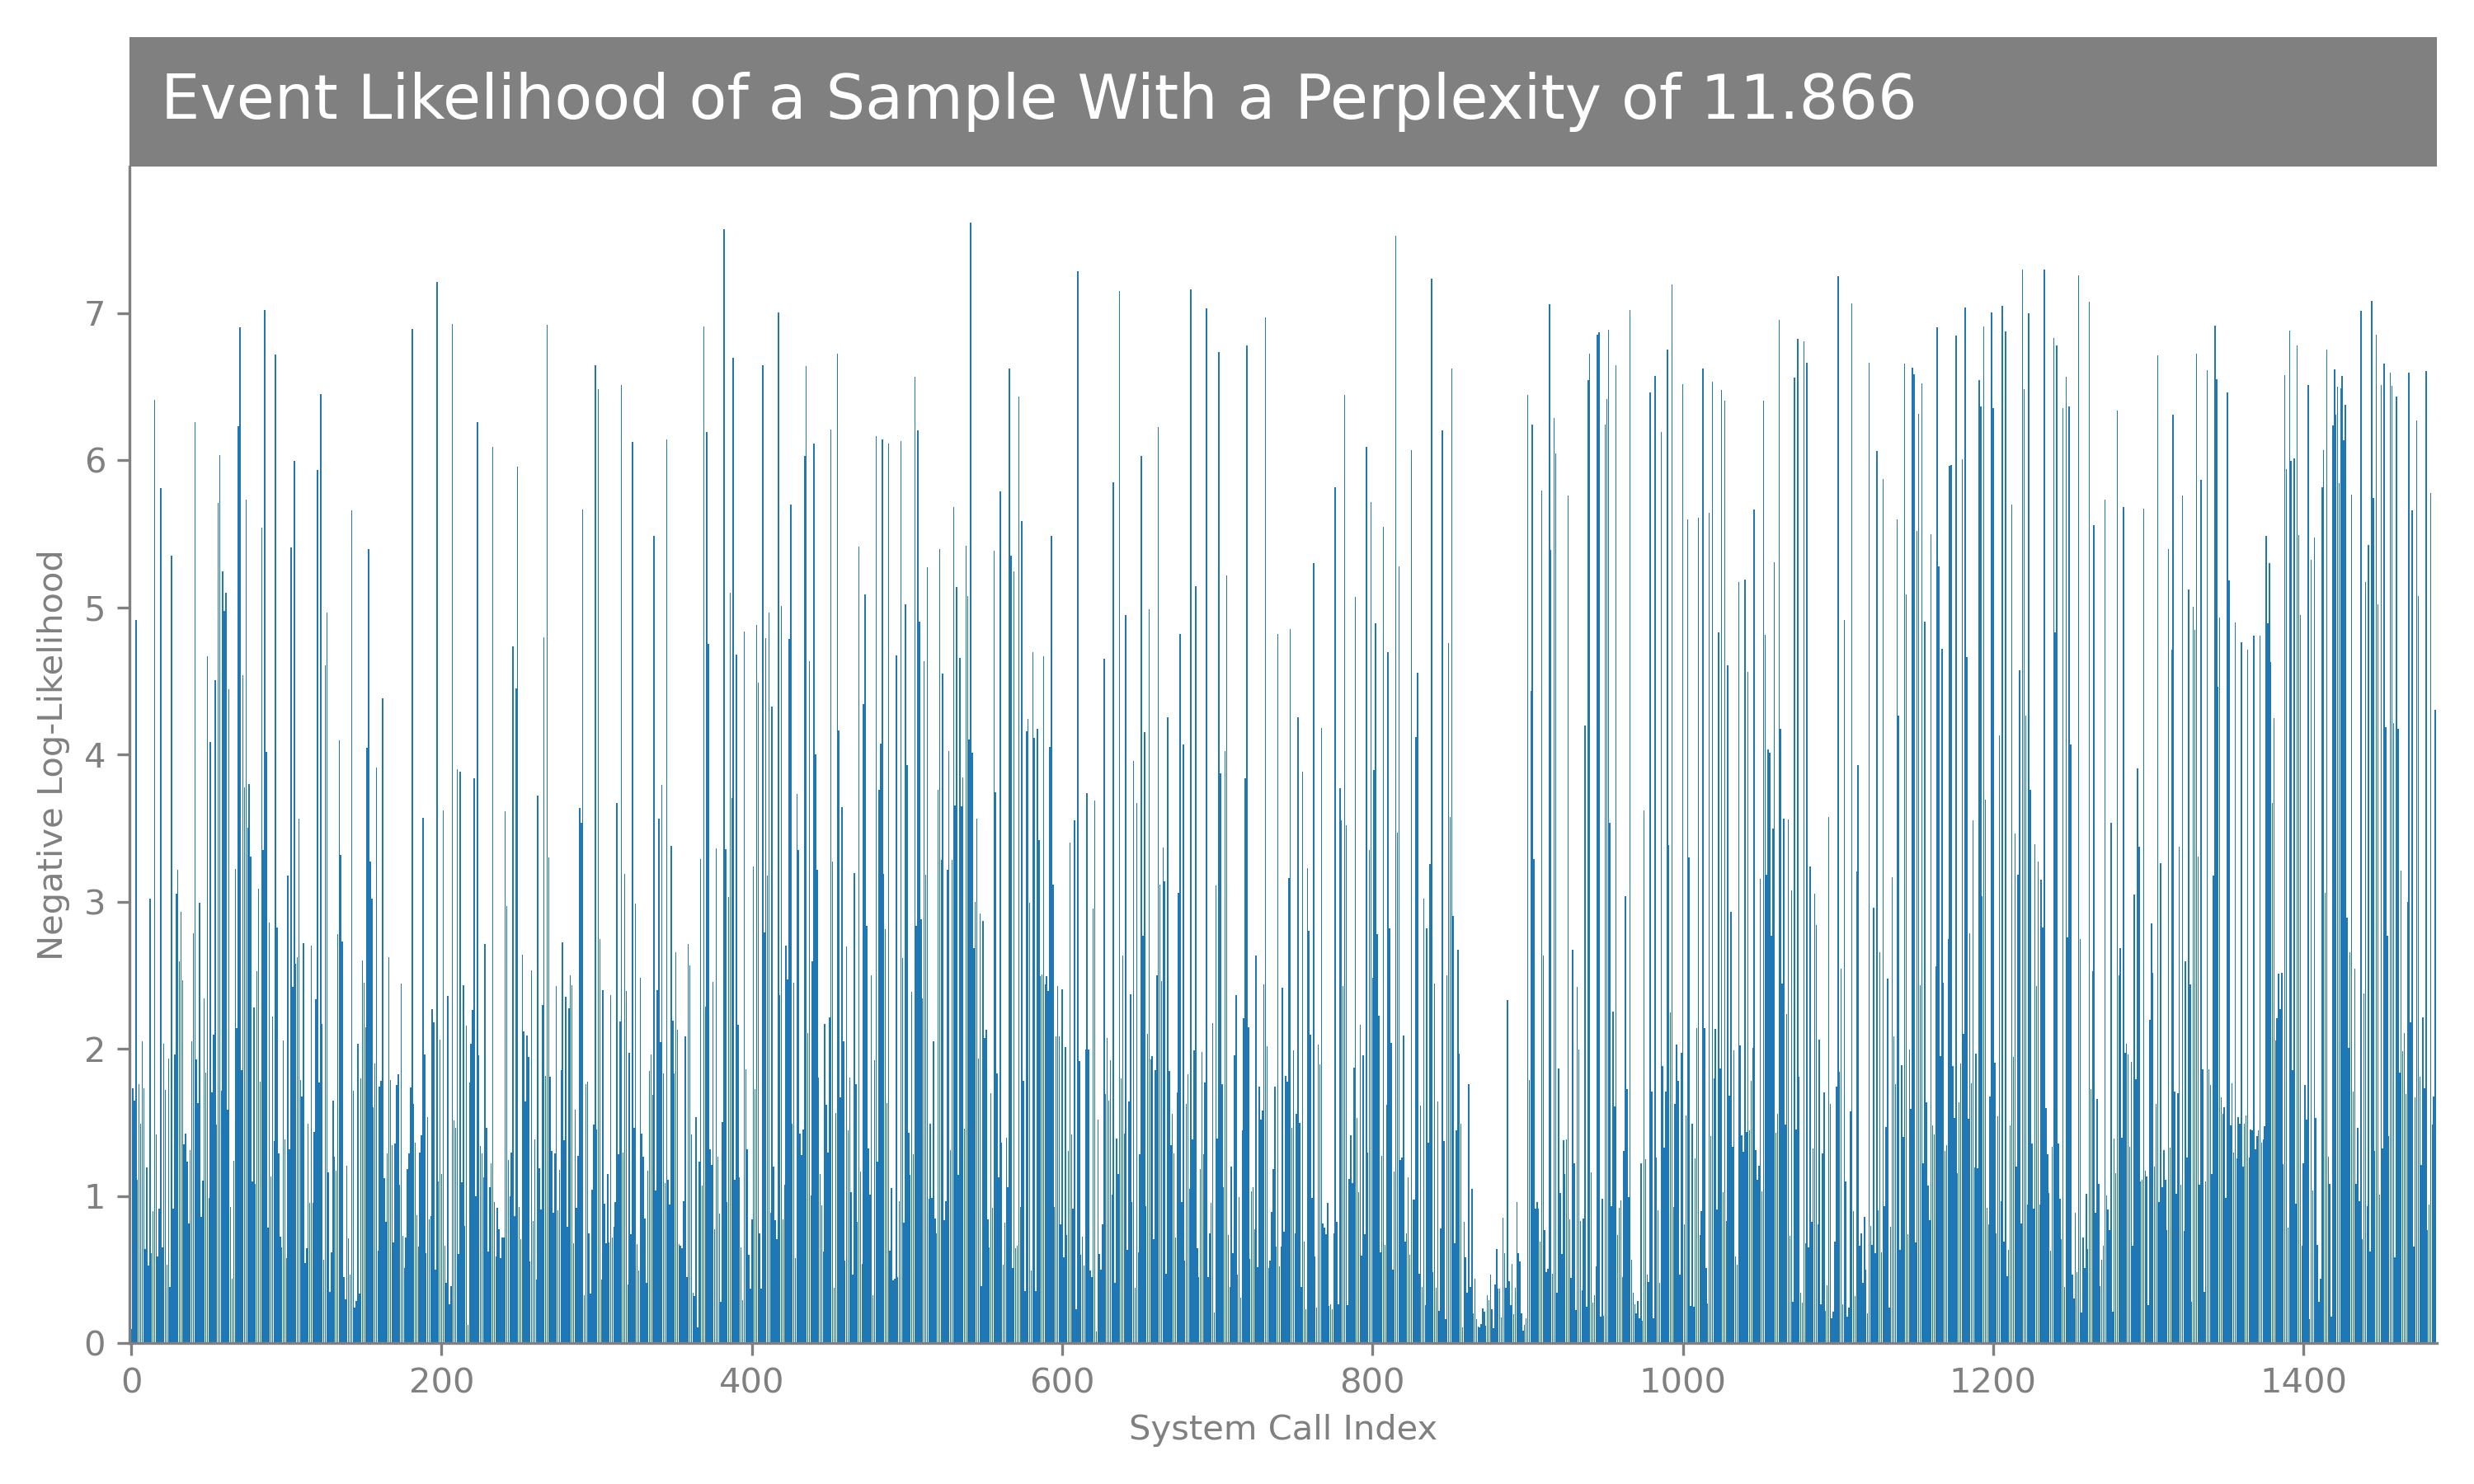 Event Likelihood of a Sample With a Perplexity of 11.866
Negative Log-Likelihood
7
6
5
4
3
2
1
0
0 200 400 600 800 1000 1200 1400
System Call Index